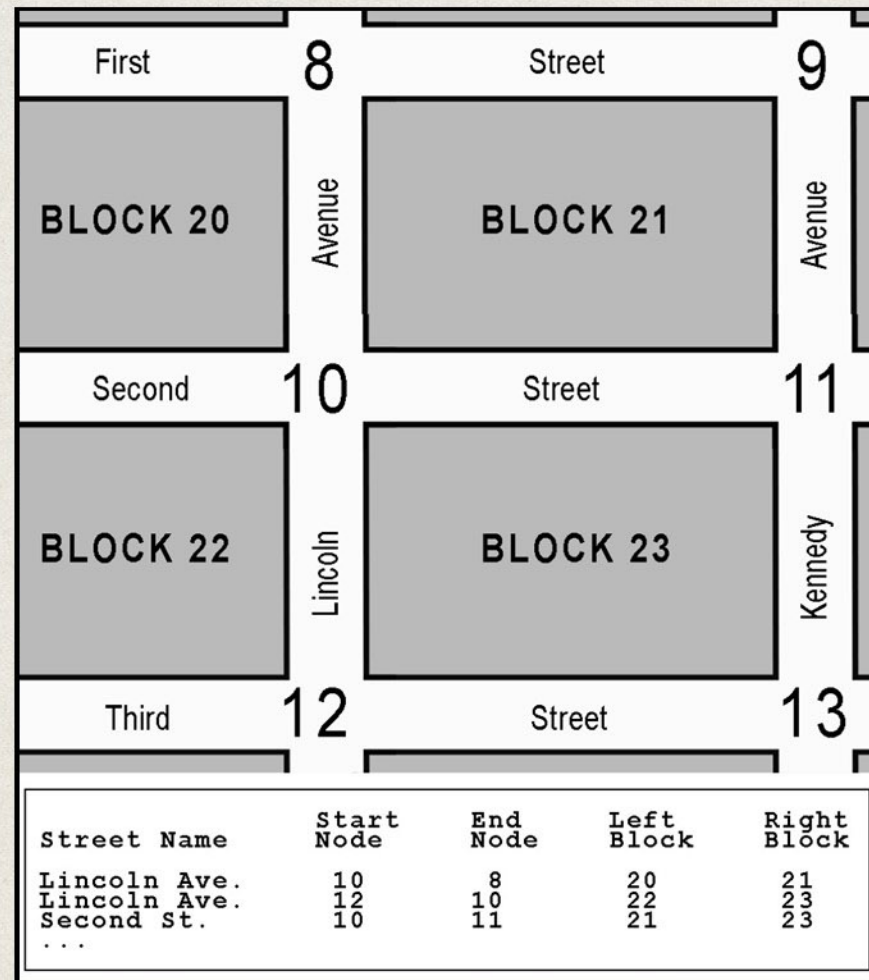 First 8 Street 9
BLOCK 20 Avenue BLOCK 21 Avenue
Second 10 Street 11
BLOCK 22 Lincoln BLOCK 23 Kennedy
Third 12 Street 13
Street Name Start Node End Node Left Block Right Block
Lincoln Ave. 10 8 20 21
Lincoln Ave. 12 10 22 23
Second St. 10 11 21 23
...